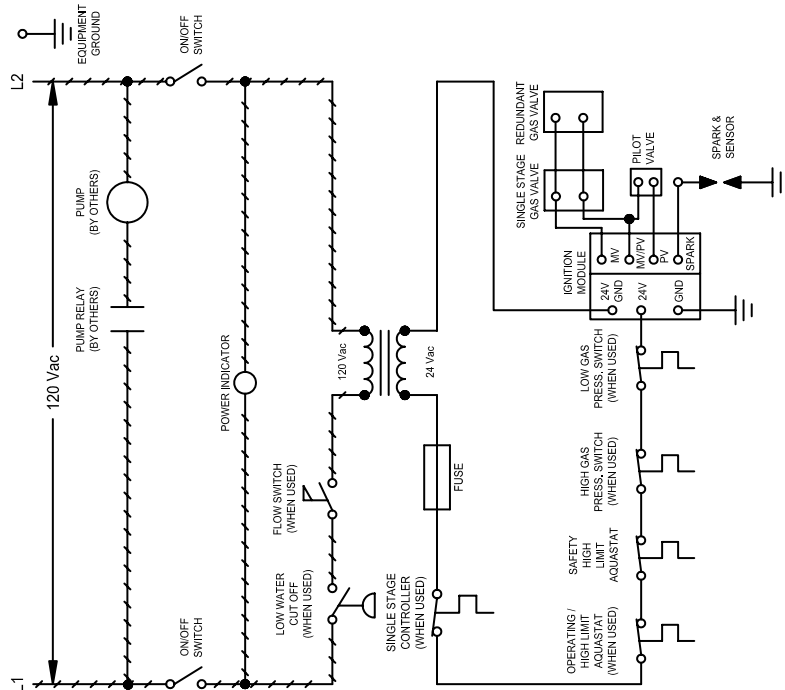 EQUIPMENT
GROUND
L2
ON/OFF
SWITCH
PUMP
(BY OTHERS)
PUMP RELAY
(BY OTHERS)
120 Vac
POWER INDICATOR
ON/OFF
SWITCH
L1
120 Vac
24 Vac
FLOW SWITCH
(WHEN USED)
LOW WATER
CUT OFF
(WHEN USED)
FUSE
SINGLE STAGE
CONTROLLER
(WHEN USED)
REDUNDANT
GAS VALVE
SINGLE STAGE
GAS VALVE
PILOT
VALVE
SPARK &
SENSOR
IGNITION
MODULE
MV
MV/PV
PV
SPARK
24V
GND
24V
GND
LOW GAS
PRESS. SWITCH
(WHEN USED)
HIGH GAS
PRESS. SWITCH
(WHEN USED)
SAFETY
HIGH
LIMIT
AQUASTAT
OPERATING /
HIGH LIMIT
AQUASTAT
(WHEN USED)